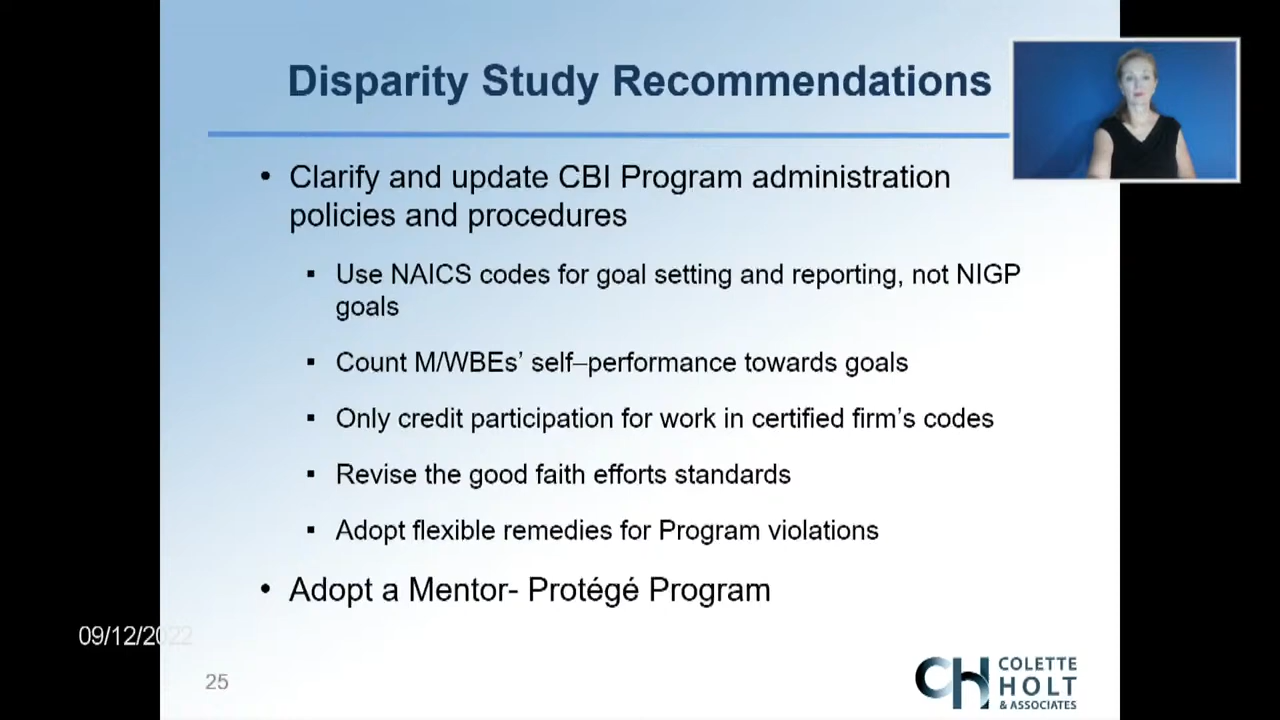 Disparity Study Recommendations
• Clarify and update CBI Program administration
policies and procedures
▪ Use NAICS codes for goal setting and reporting, not NIGP
goals
▪ Count M/WBEs’ self–performance towards goals
▪ Only credit participation for work in certified firm’s codes
▪ Revise the good faith efforts standards
▪ Adopt flexible remedies for Program violations
• Adopt a Mentor- Protégé Program
09/12/2022
25
CH
COLETTE
HOLT
& ASSOCIATES